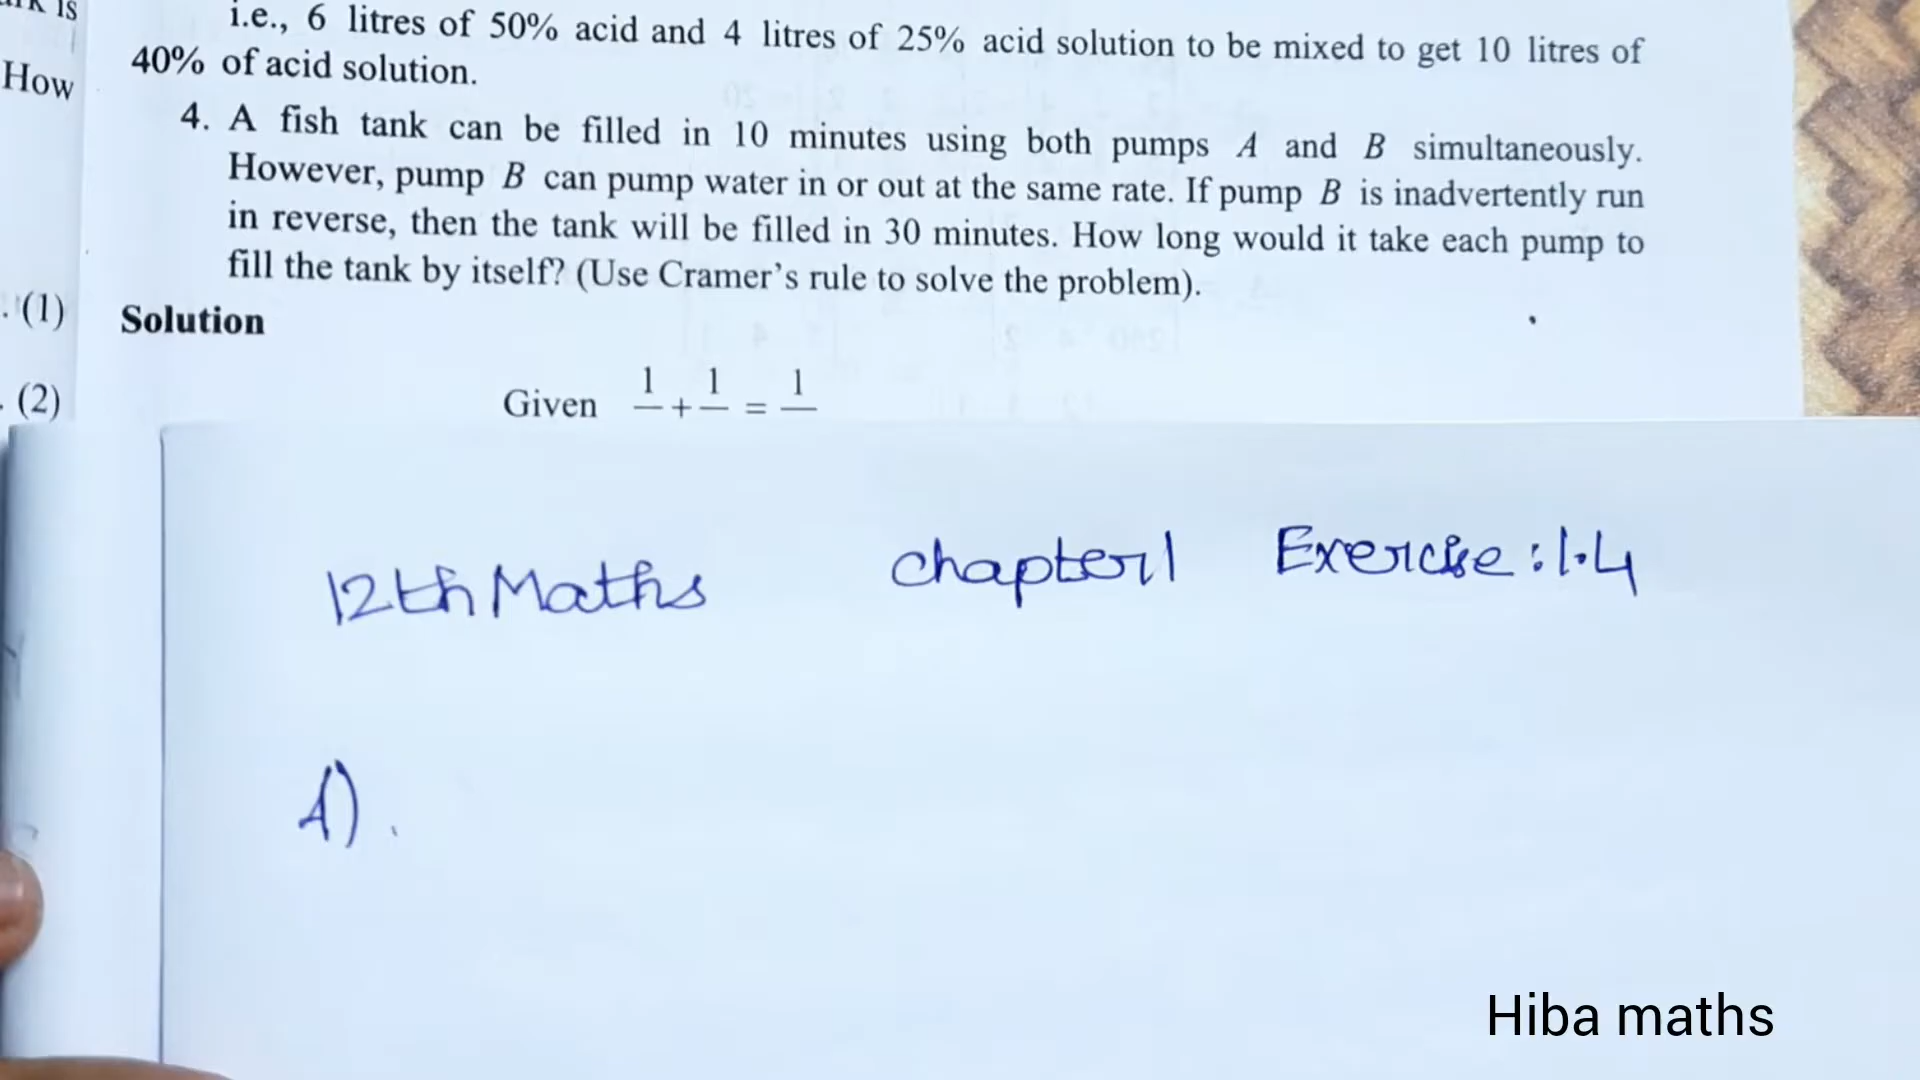 i.e., 6 litres of 50% acid and 4 litres of 25% acid solution to be mixed to get 10 litres of
40% of acid solution.
How
4. A fish tank can be filled in 10 minutes using both pumps A and B simultaneously.
However, pump B can pump water in or out at the same rate. If pump B is inadvertently run
in reverse, then the tank will be filled in 30 minutes. How long would it take each pump to
fill the tank by itself? (Use Cramer's rule to solve the problem).
(1)
Solution
(2)
Given 1 + 1 = 1
12th Maths chapter 1 Exercise : 1.4
4).
Hiba maths